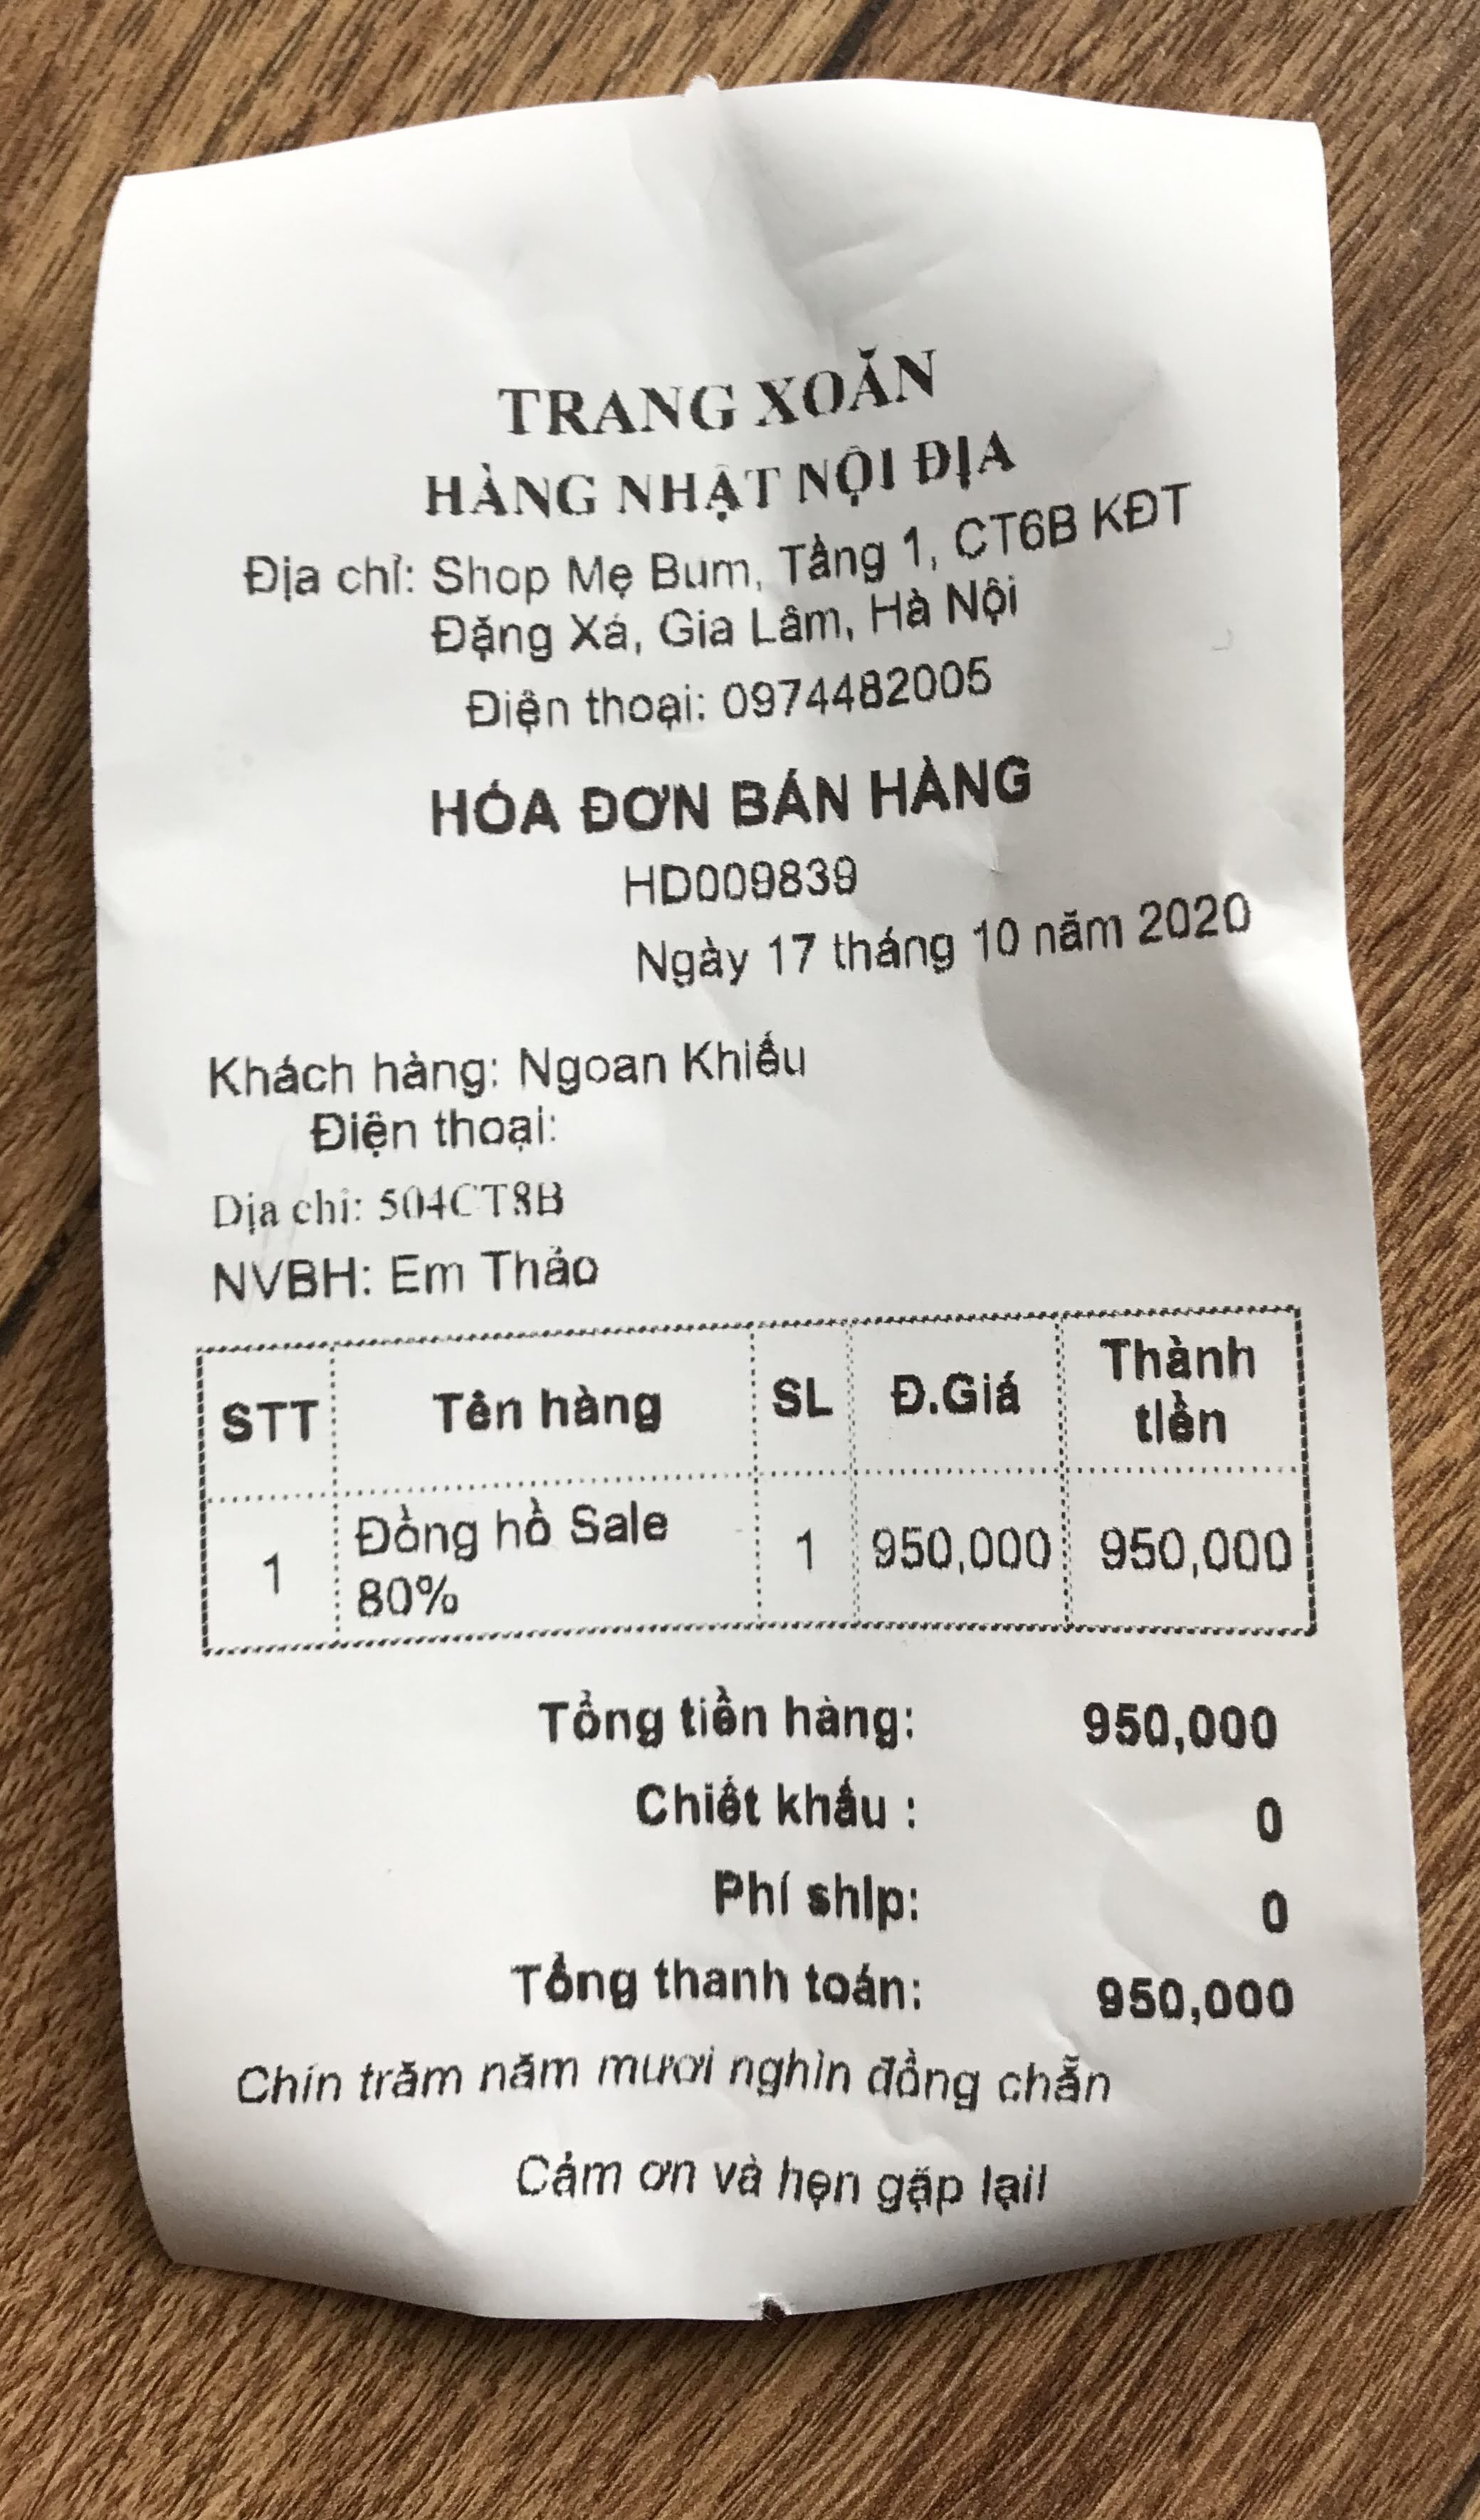 TRANG XOĂN
HÀNG NHẬT NỘI ĐỊA
Địa chỉ: Shop Mẹ Bum, Tầng 1, CT6B KĐT
Đặng Xá, Gia Lâm, Hà Nội
Điện thoại: 0974482005
HÓA ĐƠN BÁN HÀNG
HD009839
Ngày 17 tháng 10 năm 2020
Khách hàng: Ngoan Khiếu
Điện thoại:
Địa chỉ: 504CT8B
NVBH: Em Thảo
STT Tên hàng SL Đ.Giá Thành tiền
1 Đồng hồ Sale 1 950,000 950,000
80%
Tổng tiền hàng: 950,000
Chiết khấu : 0
Phí ship: 0
Tổng thanh toán: 950,000
Chín trăm năm mươi nghìn đồng chẵn
Cảm ơn và hẹn gặp lại!